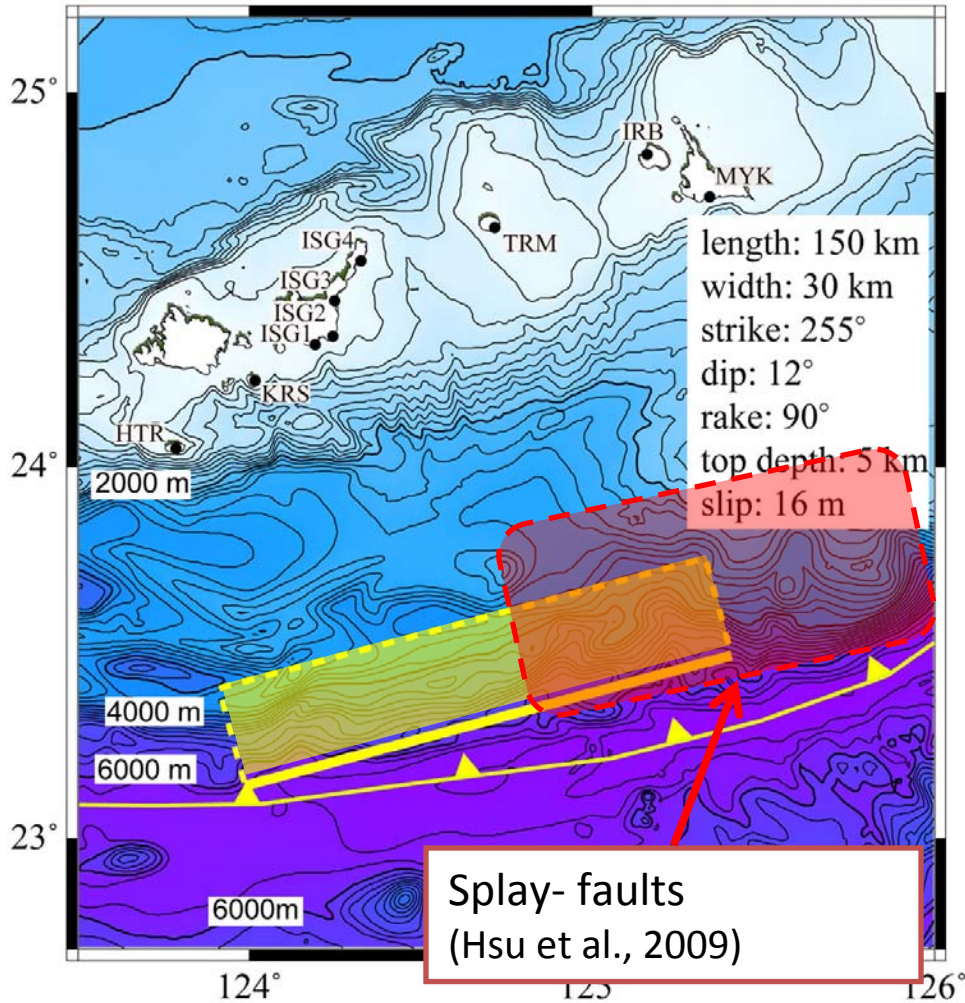 25°
IRB
MYK
TRM
ISG4
ISG3
ISG2
ISG1
KRS
HTR
length: 150 km
width: 30 km
strike: 255°
dip: 12°
rake: 90°
top depth: 5 km
slip: 16 m
24°
2000 m
4000 m
6000 m
23°
6000m
Splay- faults
(Hsu et al., 2009)
124°
126°